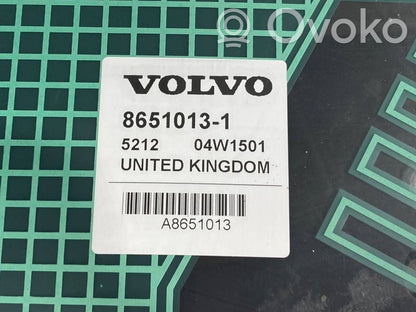 Ovoko
VOLVO
8651013-1
5212 04W1501
UNITED KINGDOM
A8651013